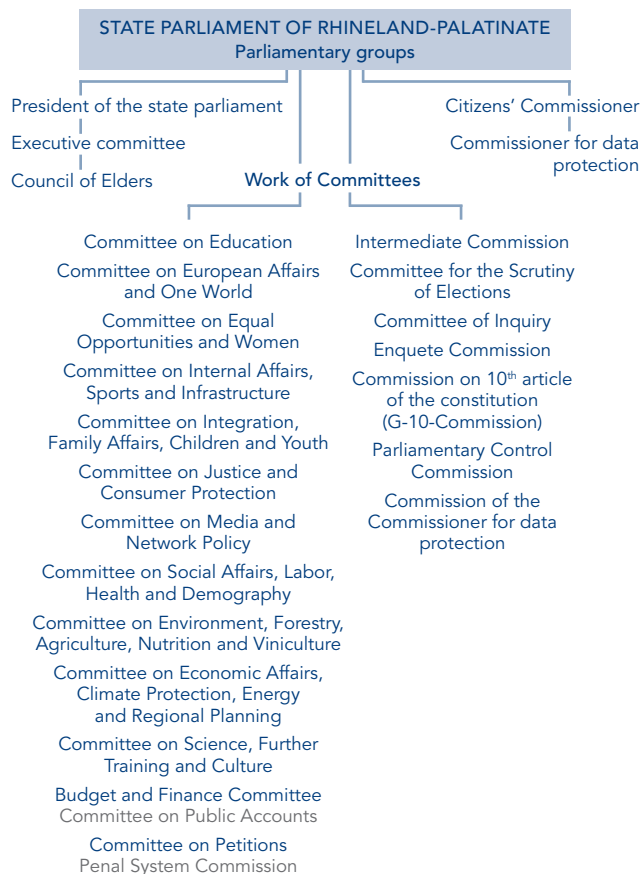 STATE PARLIAMENT OF RHINELAND-PALATINATE
Parliamentary groups
President of the state parliament
Executive committee
Council of Elders
Citizens’ Commissioner
Commissioner for data
protection
Work of Committees
Committee on Education
Committee on European Affairs
and One World
Committee on Equal
Opportunities and Women
Committee on Internal Affairs,
Sports and Infrastructure
Committee on Integration,
Family Affairs, Children and Youth
Committee on Justice and
Consumer Protection
Committee on Media and
Network Policy
Committee on Social Affairs, Labor,
Health and Demography
Committee on Environment, Forestry,
Agriculture, Nutrition and Viniculture
Committee on Economic Affairs,
Climate Protection, Energy
and Regional Planning
Committee on Science, Further
Training and Culture
Budget and Finance Committee
Committee on Public Accounts
Committee on Petitions
Penal System Commission
Intermediate Commission
Committee for the Scrutiny
of Elections
Committee of Inquiry
Enquete Commission
Commission on 10th article
of the constitution
(G-10-Commission)
Parliamentary Control
Commission
Commission of the
Commissioner for data
protection